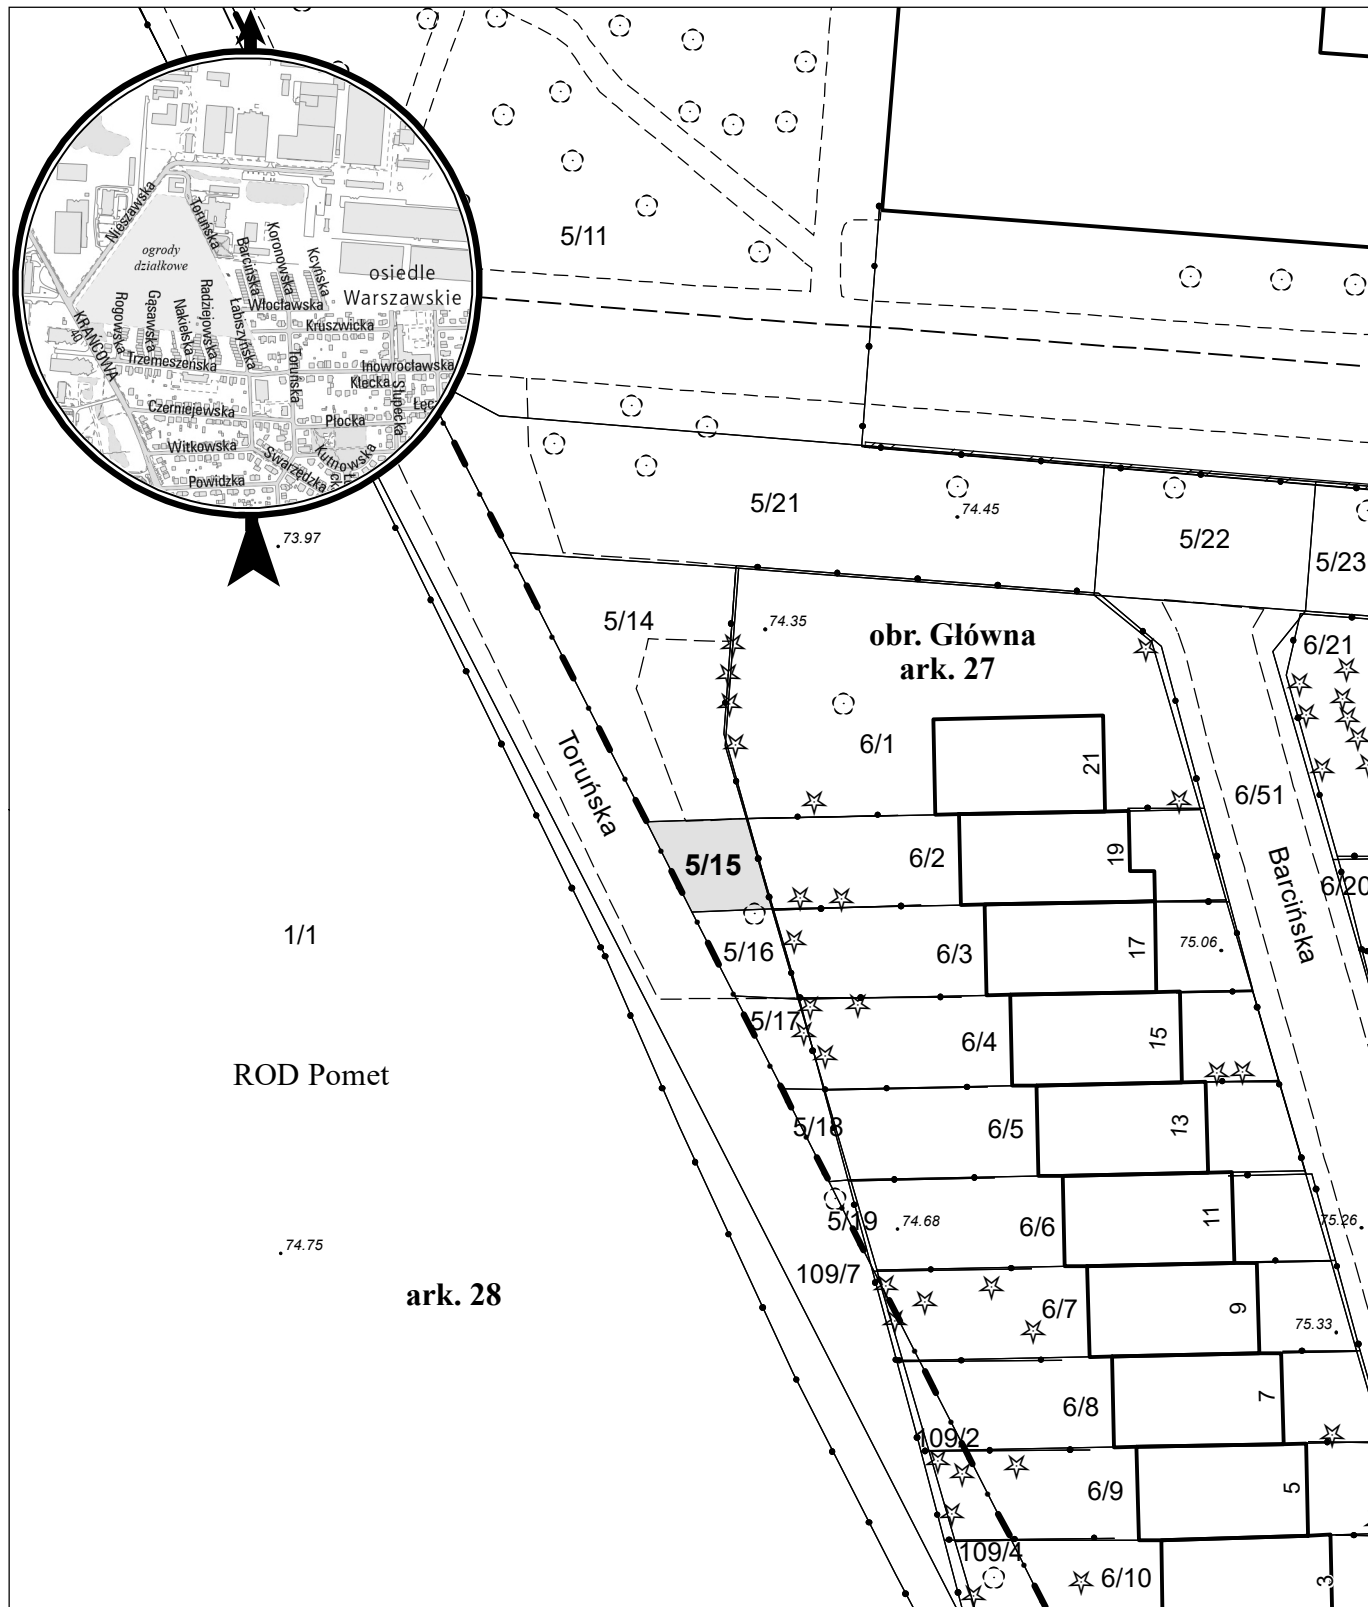 Nieszawska
Toruńska
ogrody
działkowe
Barcińska
Koronowska
Kcyńska
osiedle
Warszawskie
Włocławska
Kruszwicka
KRAŃCOWA
40
Rogowska
Gąsawska
Nakielska
Radziejowska
Łabiszyńska
Trzemeszeńska
Toruńska
Inowrocławska
Kłecka
Słupecka
Łęc
Czerniejewska
Płocka
Witkowska
Swarzędzka
Kutnowska
Powidzka
5/11
73.97
5/21
74.45
5/22
5/23
5/14
74.35
obr. Główna
ark. 27
6/21
6/1
21
Toruńska
6/51
5/15
6/2
19
Barcińska
6/20
1/1
5/16
6/3
17
75.06
5/17
6/4
15
ROD Pomet
5/18
6/5
13
5/19
74.68
6/6
11
75.26
74.75
109/7
ark. 28
6/7
9
75.33
6/8
7
109/2
6/9
5
109/4
6/10
3